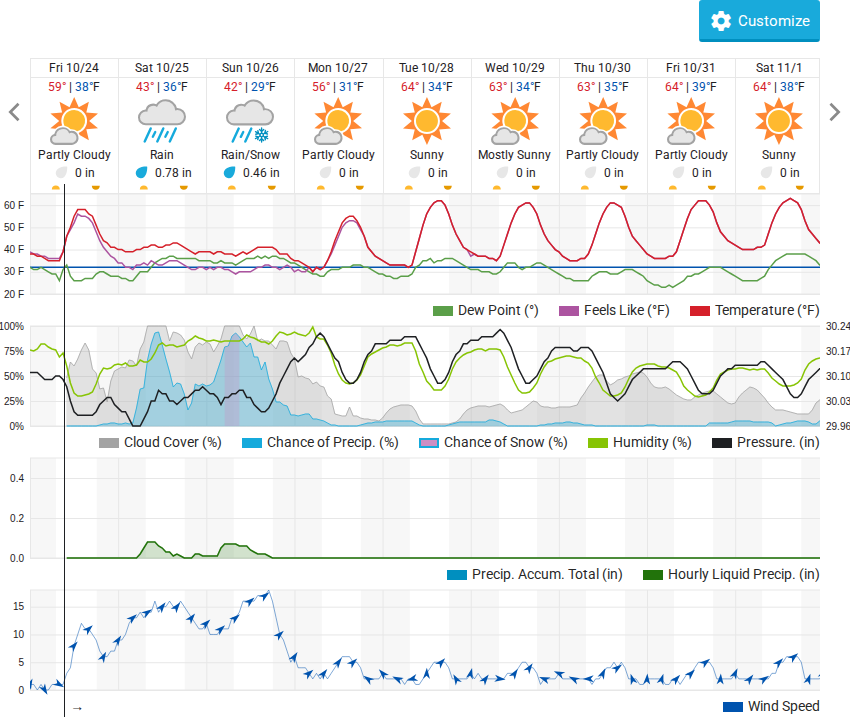 Customize
Fri 10/24 Sat 10/25 Sun 10/26 Mon 10/27 Tue 10/28 Wed 10/29 Thu 10/30 Fri 10/31 Sat 11/1
59° | 38°F 43° | 36°F 42° | 29°F 56° | 31°F 64° | 34°F 63° | 34°F 63° | 35°F 64° | 39°F 64° | 38°F
Partly Cloudy Rain Rain/Snow Partly Cloudy Sunny Mostly Sunny Partly Cloudy Partly Cloudy Sunny
0 in 0.78 in 0.46 in 0 in 0 in 0 in 0 in 0 in 0 in
60 F
50 F
40 F
30 F
20 F
Dew Point (°) Feels Like (°F) Temperature (°F)
100% 30.24
75% 30.17
50% 30.10
25% 30.03
0% 29.96
Cloud Cover (%) Chance of Precip. (%) Chance of Snow (%) Humidity (%) Pressure. (in)
0.4
0.2
0.0
Precip. Accum. Total (in) Hourly Liquid Precip. (in)
15
10
5
0
→
Wind Speed